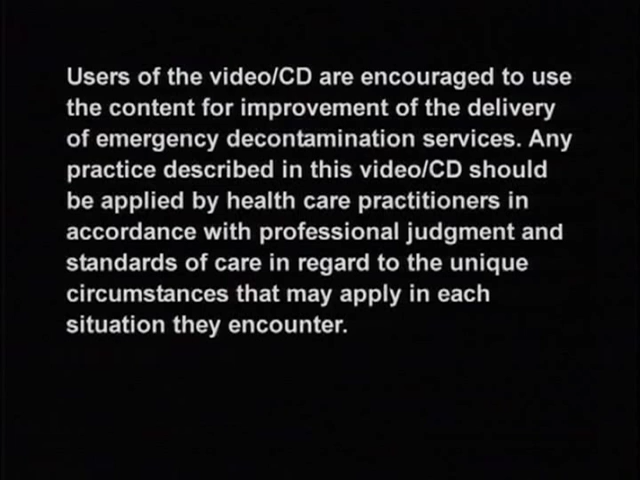 Users of the video/CD are encouraged to use
the content for improvement of the delivery
of emergency decontamination services. Any
practice described in this video/CD should
be applied by health care practitioners in
accordance with professional judgment and
standards of care in regard to the unique
circumstances that may apply in each
situation they encounter.